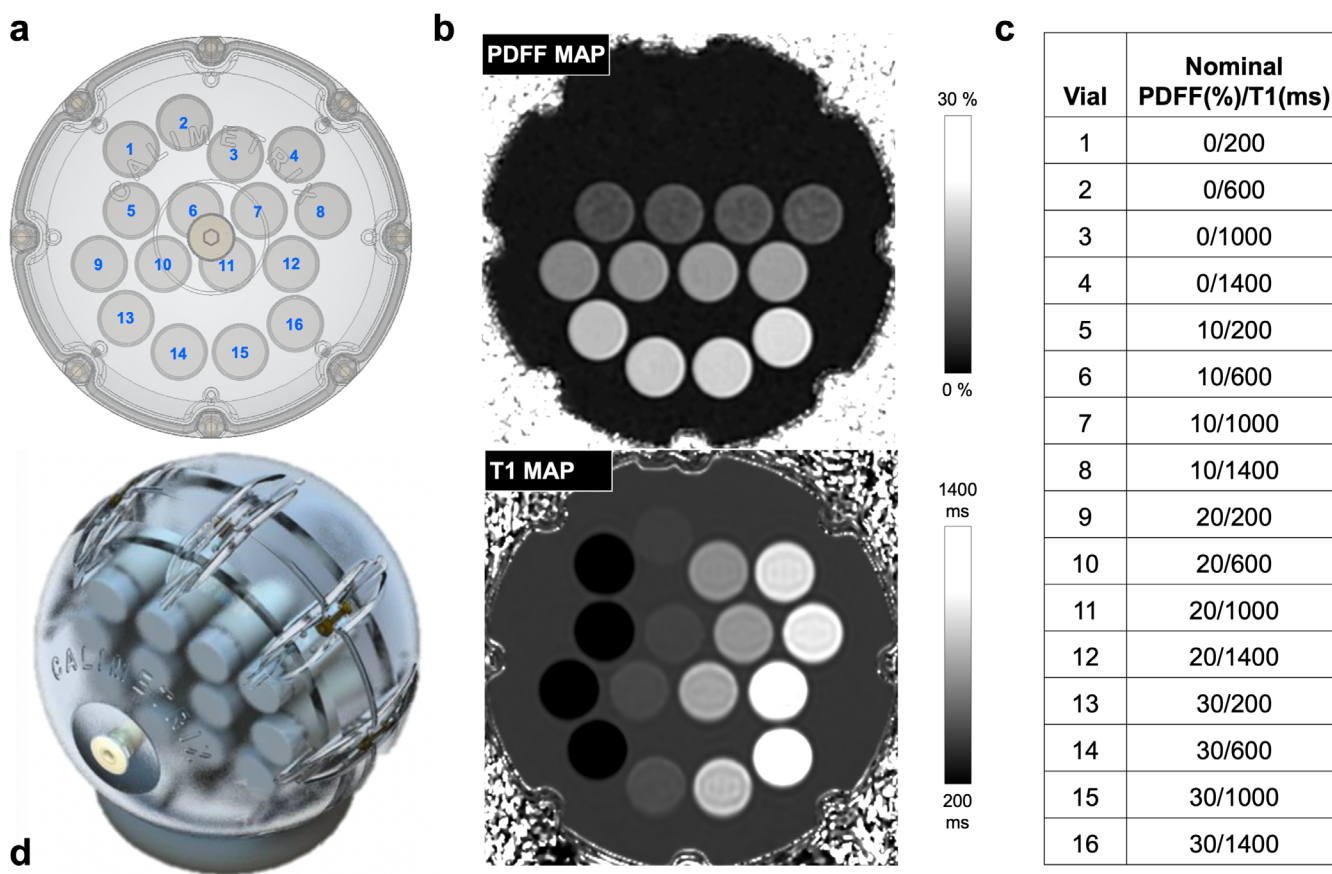 a
CALIMETRIX
1
2
3
4
5
6
7
8
9
10
11
12
13
14
15
16
b
PDFF MAP
30 %
0 %
T1 MAP
1400
ms
200
ms
c
Vial
Nominal
PDFF(%)/T1(ms)
1 0/200
2 0/600
3 0/1000
4 0/1400
5 10/200
6 10/600
7 10/1000
8 10/1400
9 20/200
10 20/600
11 20/1000
12 20/1400
13 30/200
14 30/600
15 30/1000
16 30/1400
CALIMETRIX
d